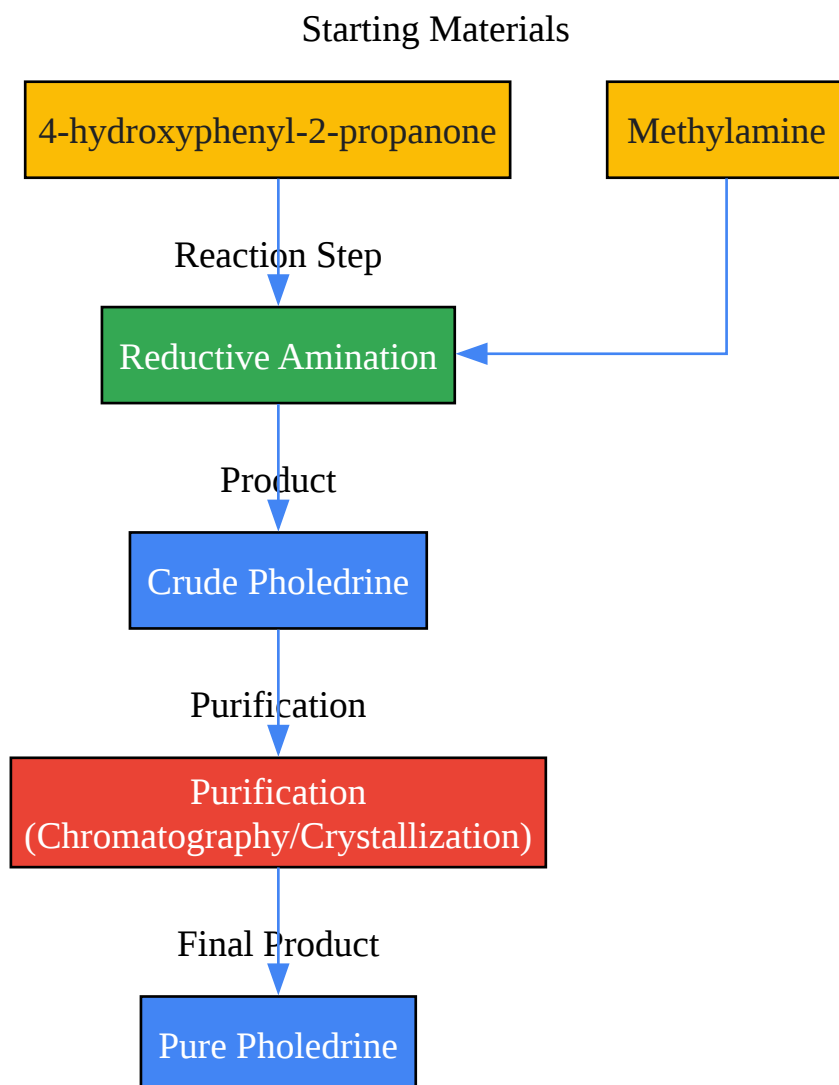 Starting Materials
4-hydroxyphenyl-2-propanone
Methylamine
Reaction Step
Reductive Amination
Product
Crude Pholedrine
Purification
Purification
(Chromatography/Crystallization)
Final Product
Pure Pholedrine